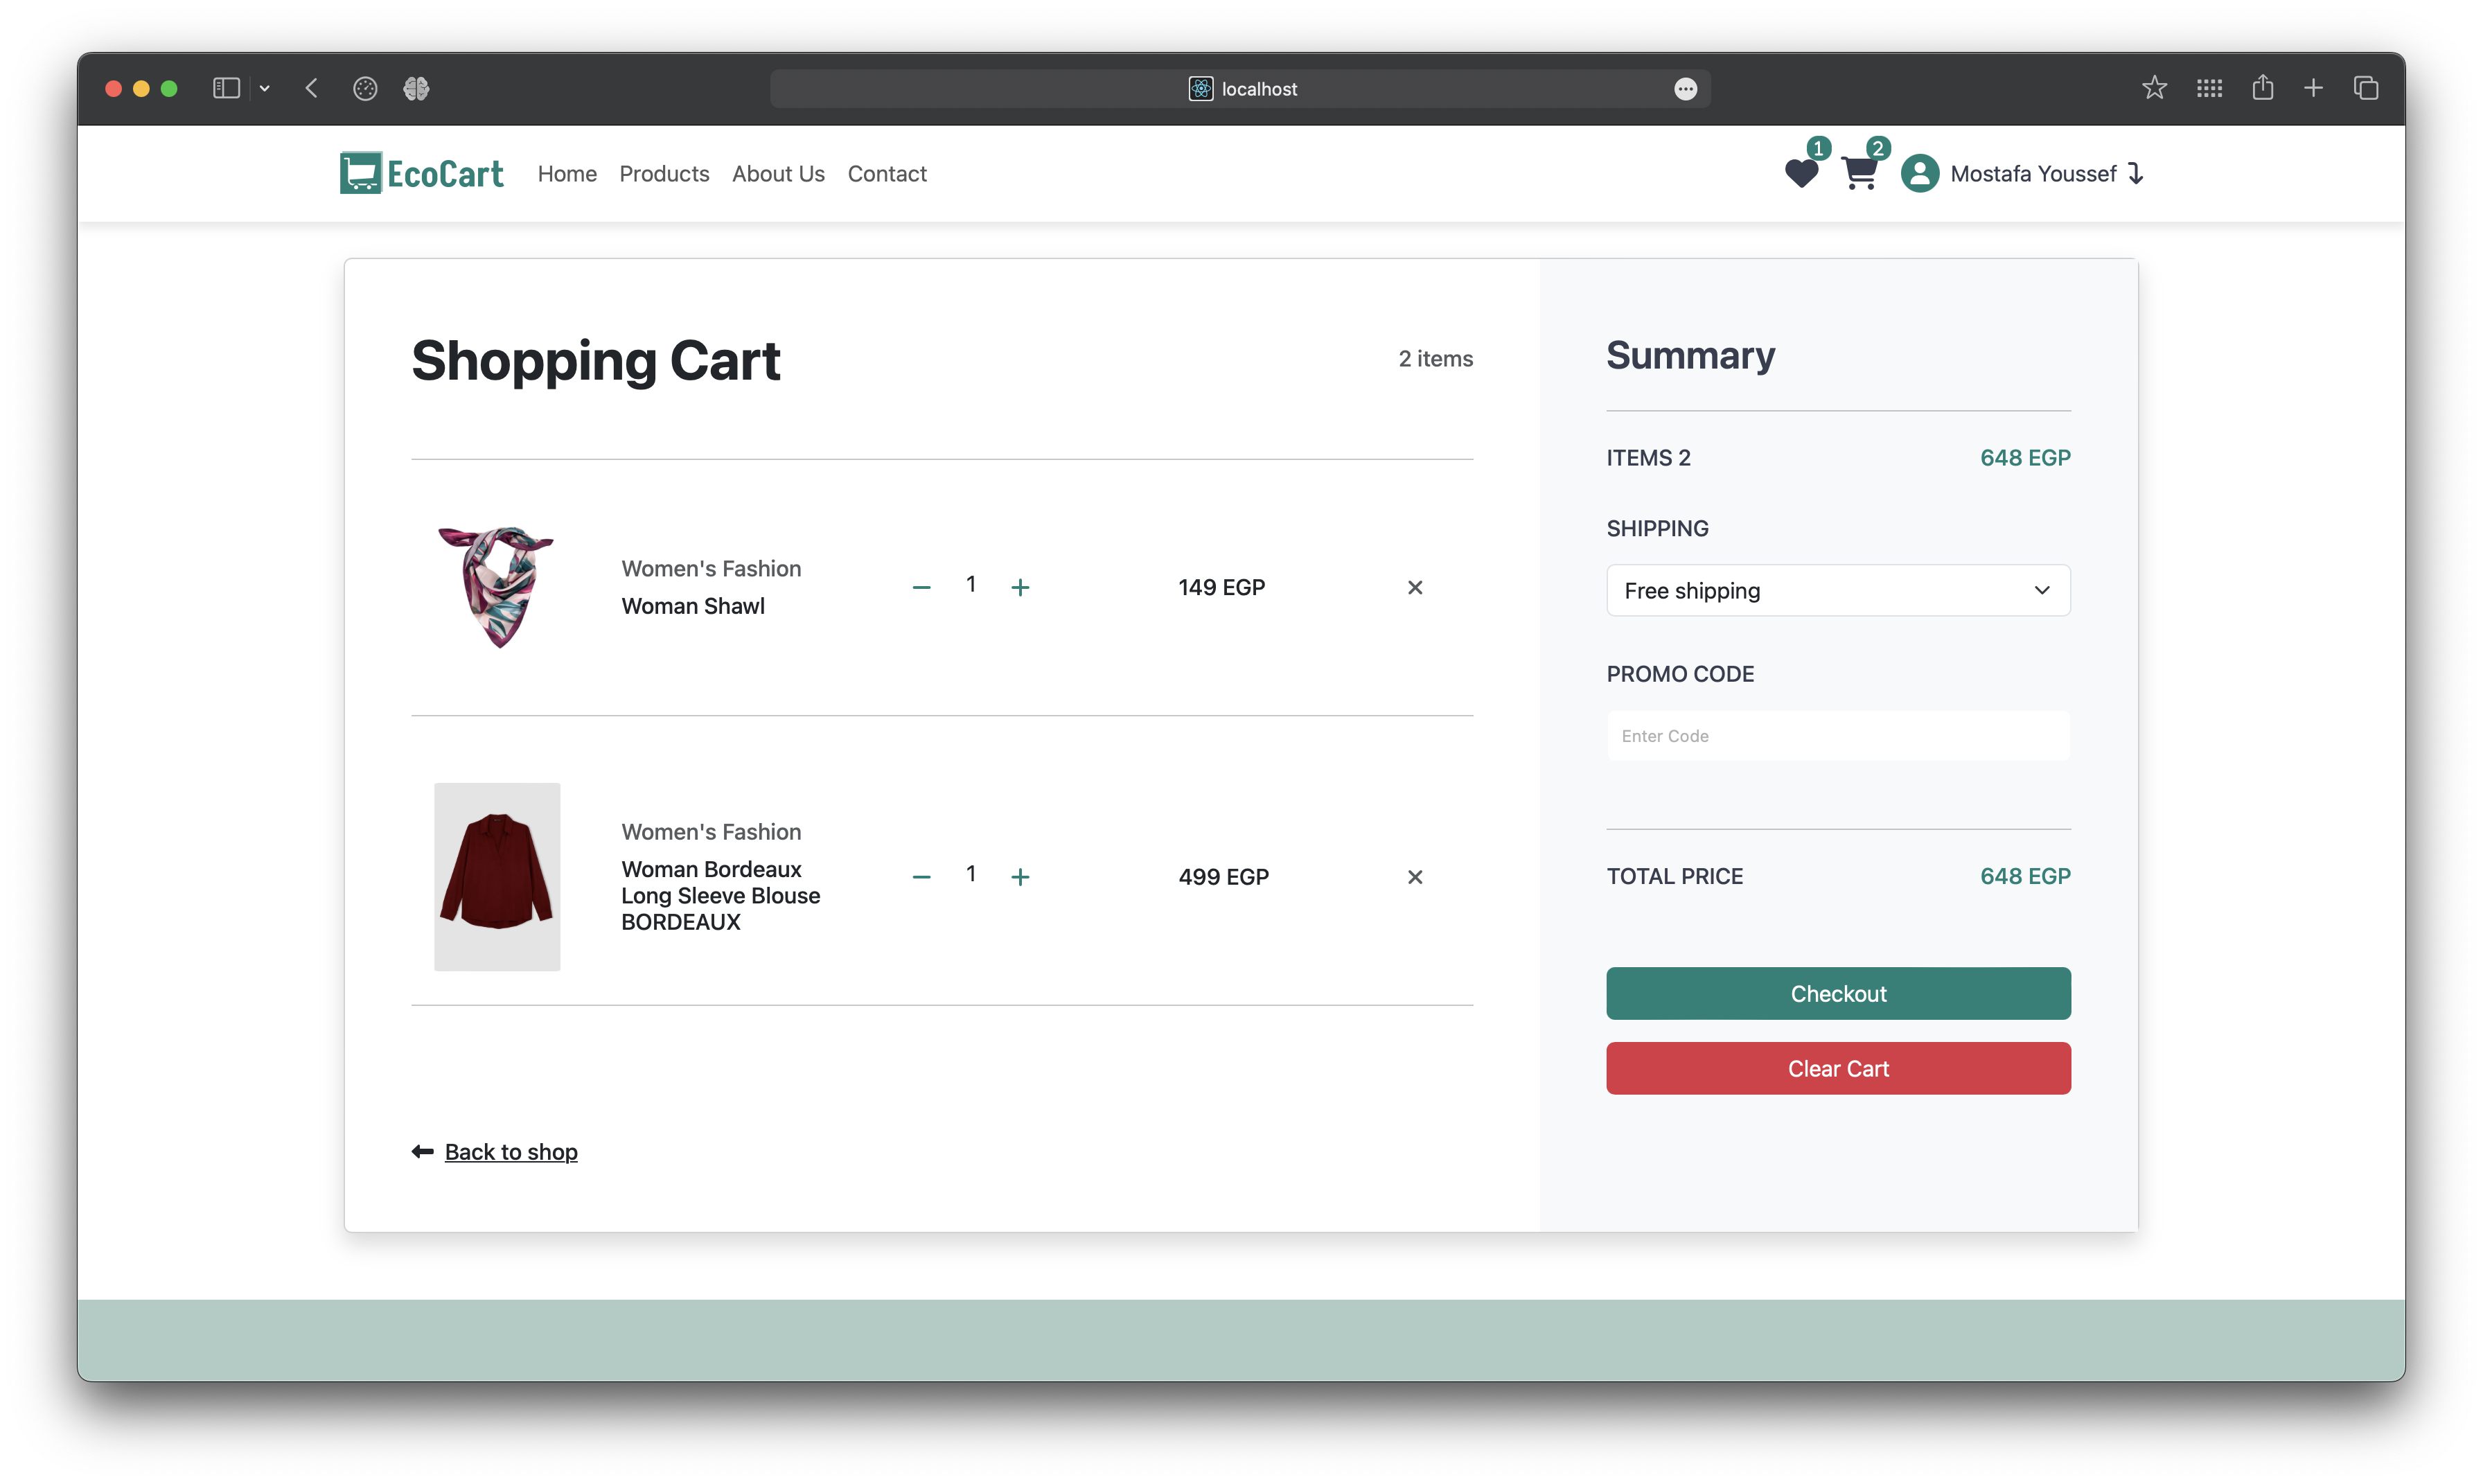 localhost
EcoCart
Home
Products
About Us
Contact
1
2
Mostafa Youssef
Shopping Cart
2 items
Women's Fashion
Woman Shawl
1
149 EGP
Women's Fashion
Woman Bordeaux
Long Sleeve Blouse
BORDEAUX
1
499 EGP
Back to shop
Summary
ITEMS 2
648 EGP
SHIPPING
Free shipping
PROMO CODE
Enter Code
TOTAL PRICE
648 EGP
Checkout
Clear Cart